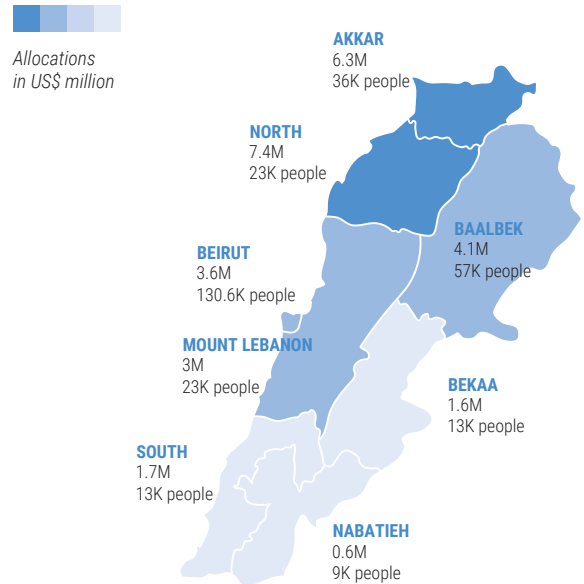 Allocations
in US$ million
AKKAR
6.3M
36K people
NORTH
7.4M
23K people
BAALBEK
4.1M
57K people
BEIRUT
3.6M
130.6K people
MOUNT LEBANON
3M
23K people
BEKAA
1.6M
13K people
SOUTH
1.7M
13K people
NABATIEH
0.6M
9K people